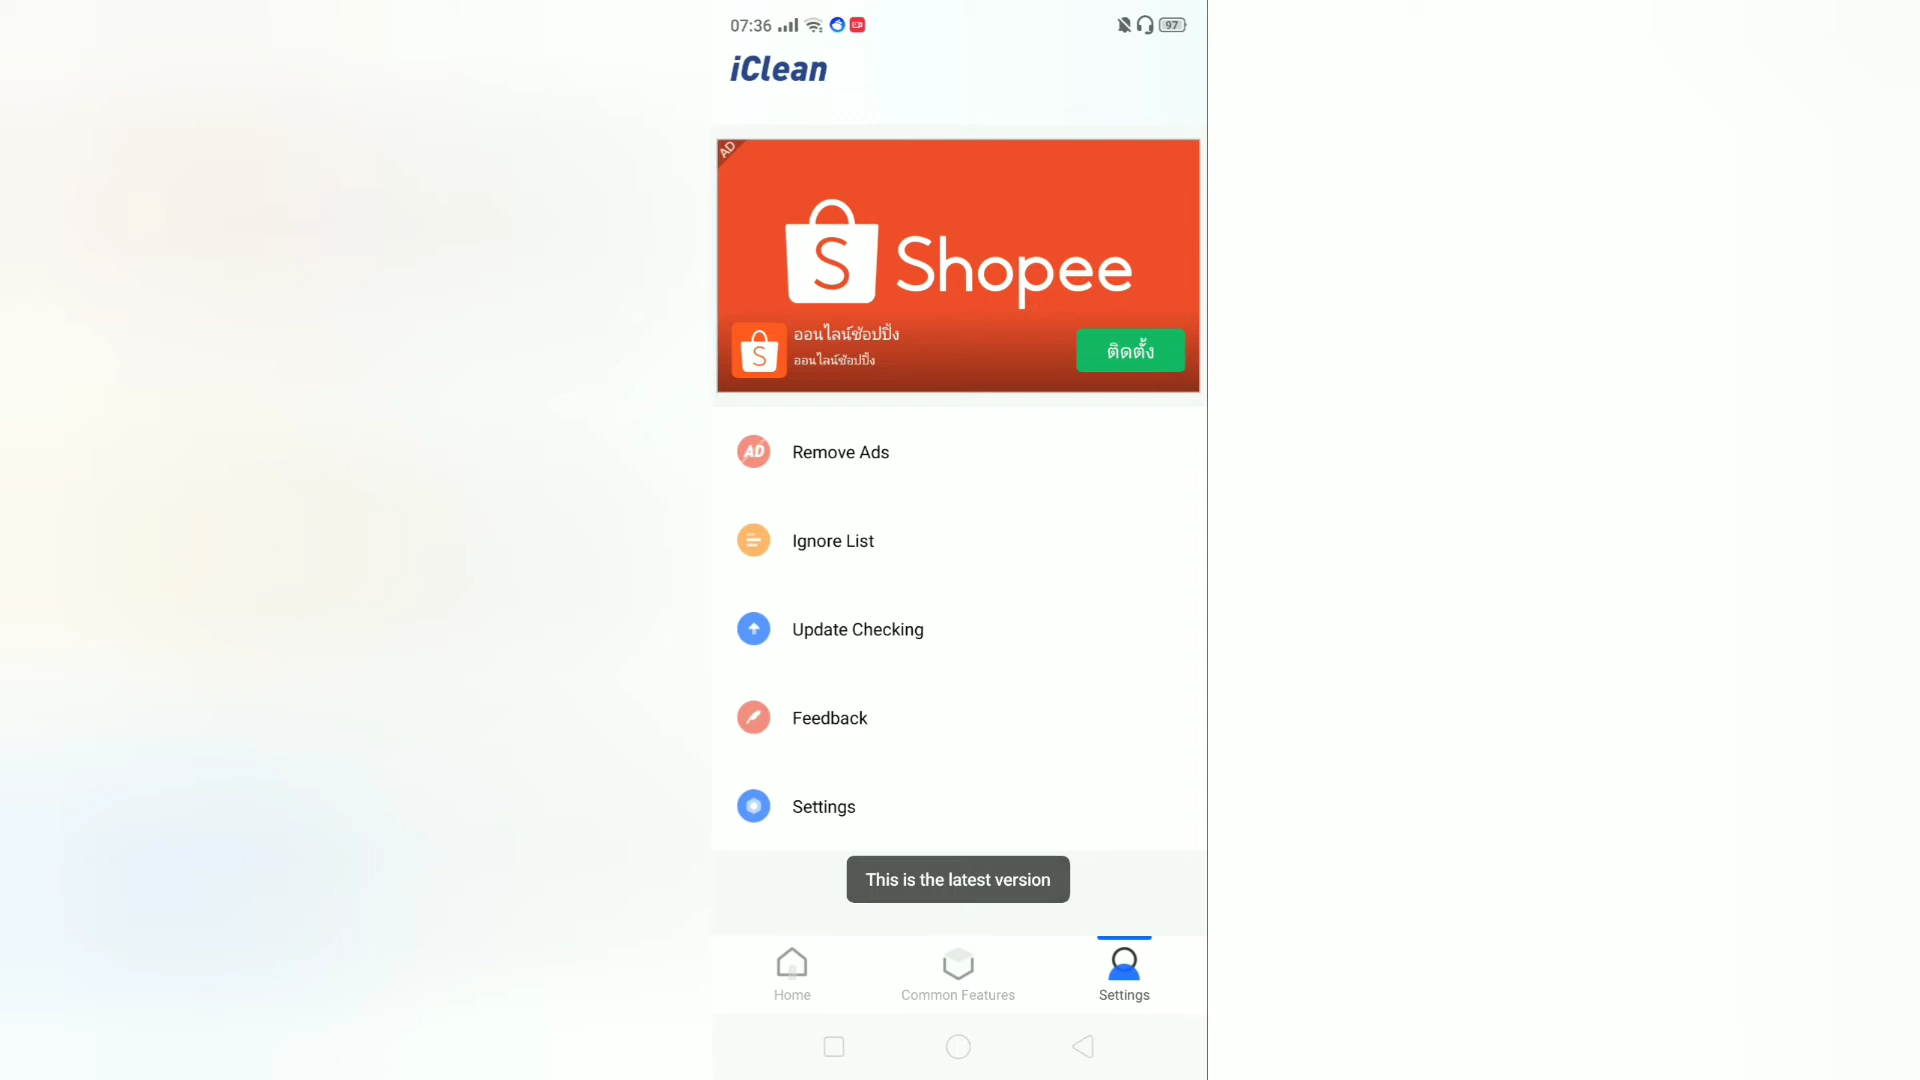 07:36
97
iClean
AD
S Shopee
S
ออนไลน์ช้อปปิ้ง
ออนไลน์ช้อปปิ้ง
ติดตั้ง
AD
Remove Ads
Ignore List
Update Checking
Feedback
Settings
This is the latest version
Home
Common Features
Settings